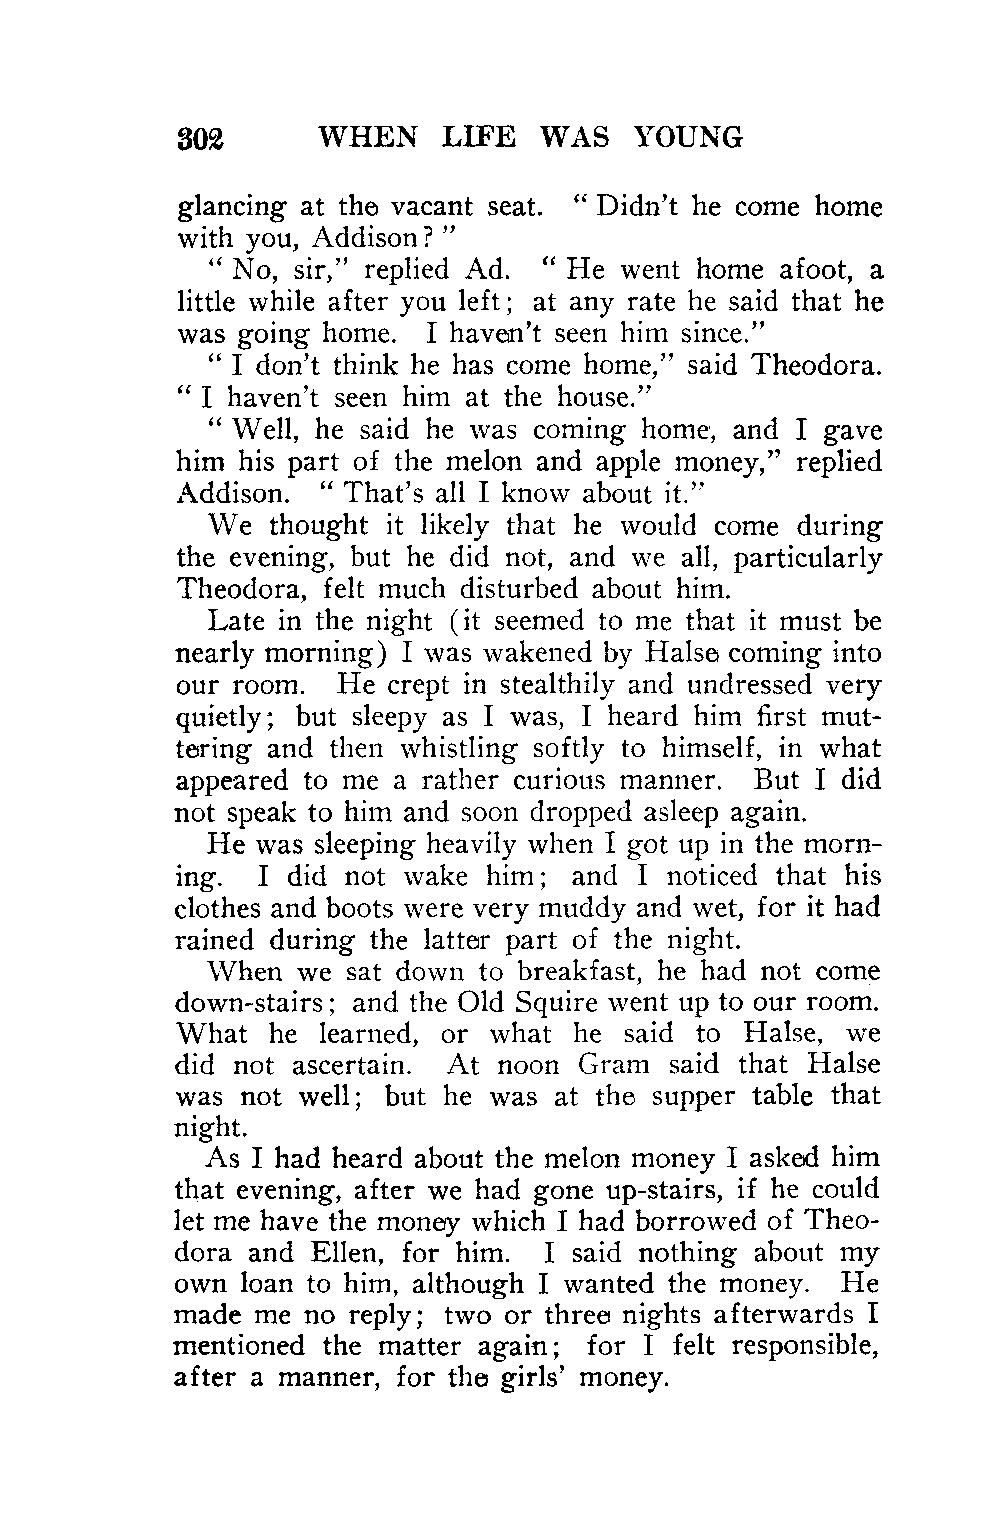 302 WHEN LIFE WAS YOUNG
glancing at the vacant seat. “ Didn’t he come home
with you, Addison? ”
“ No, sir,” replied Ad. “ He went home afoot, a
little while after you left; at any rate he said that he
was going home. I haven’t seen him since.”
“ I don’t think he has come home,” said Theodora.
“ I haven’t seen him at the house.”
“ Well, he said he was coming home, and I gave
him his part of the melon and apple money,” replied
Addison. “ That’s all I know about it.”
We thought it likely that he would come during
the evening, but he did not, and we all, particularly
Theodora, felt much disturbed about him.
Late in the night (it seemed to me that it must be
nearly morning) I was wakened by Halse coming into
our room. He crept in stealthily and undressed very
quietly; but sleepy as I was, I heard him first mut-
tering and then whistling softly to himself, in what
appeared to me a rather curious manner. But I did
not speak to him and soon dropped asleep again.
He was sleeping heavily when I got up in the morn-
ing. I did not wake him; and I noticed that his
clothes and boots were very muddy and wet, for it had
rained during the latter part of the night.
When we sat down to breakfast, he had not come
down-stairs; and the Old Squire went up to our room.
What he learned, or what he said to Halse, we
did not ascertain. At noon Gram said that Halse
was not well; but he was at the supper table that
night.
As I had heard about the melon money I asked him
that evening, after we had gone up-stairs, if he could
let me have the money which I had borrowed of Theo-
dora and Ellen, for him. I said nothing about my
own loan to him, although I wanted the money. He
made me no reply; two or three nights afterwards I
mentioned the matter again; for I felt responsible,
after a manner, for the girls’ money.